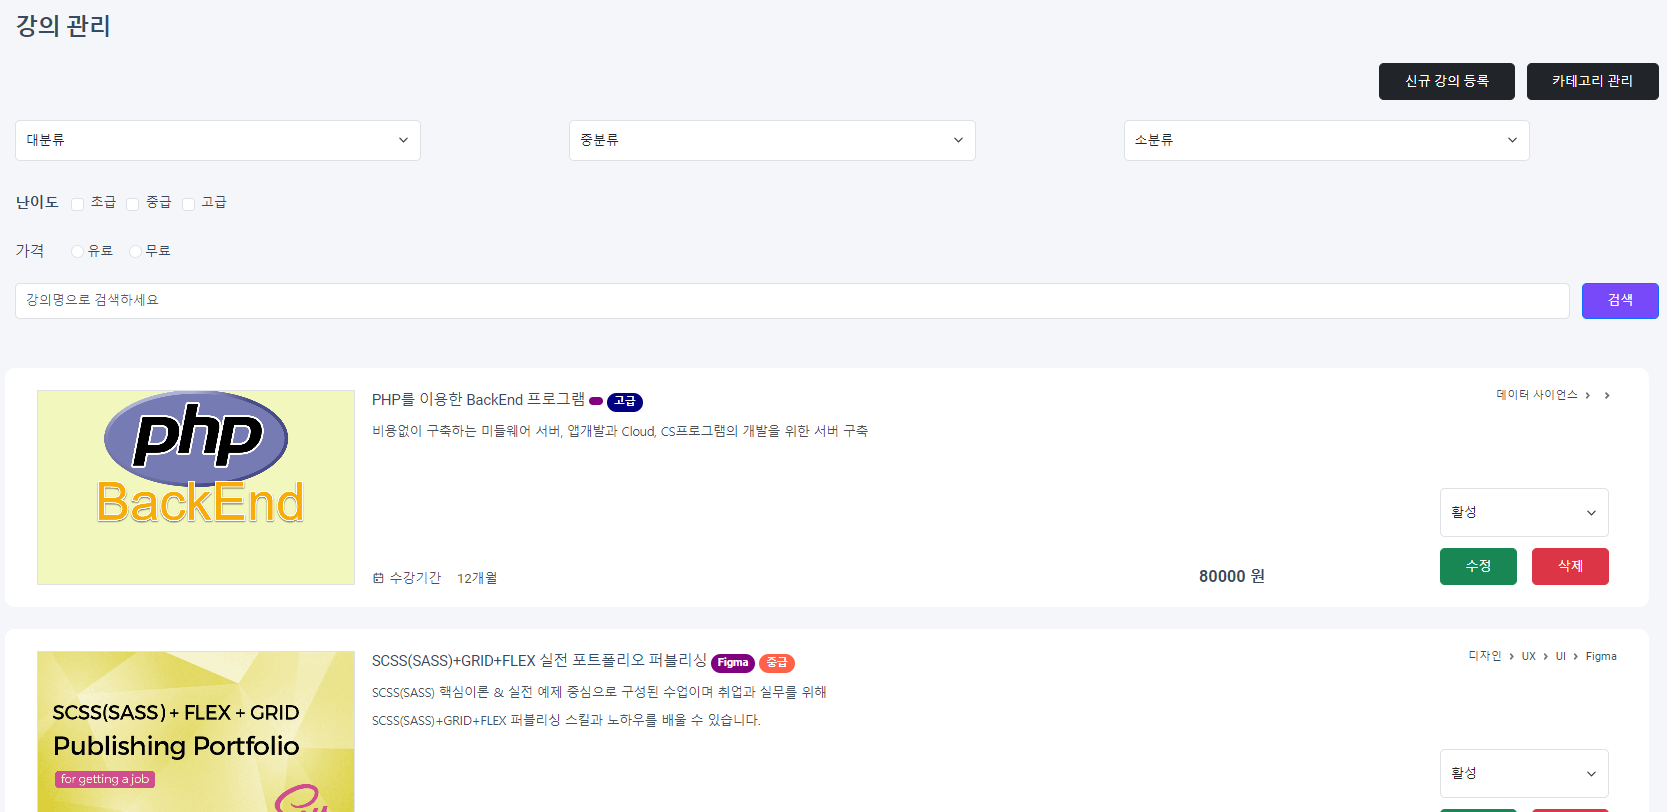 강의 관리
신규 강의 등록 카테고리 관리
대분류 중분류 소분류
난이도 초급 중급 고급
가격 유료 무료
강의명으로 검색하세요 검색
php
BackEnd
PHP를 이용한 BackEnd 프로그램 고급
데이터 사이언스 > >
비용없이 구축하는 미들웨어 서버, 앱개발과 Cloud, CS프로그램의 개발을 위한 서버 구축
활성
수강기간 12개월 80000 원 수정 삭제
SCSS(SASS)+ FLEX + GRID
Publishing Portfolio
for getting a job
SCSS(SASS)+GRID+FLEX 실전 포트폴리오 퍼블리싱 Figma 중급
디자인 > UX > UI > Figma
SCSS(SASS) 핵심이론 & 실전 예제 중심으로 구성된 수업이며 취업과 실무를 위해
SCSS(SASS)+GRID+FLEX 퍼블리싱 스킬과 노하우를 배울 수 있습니다.
활성